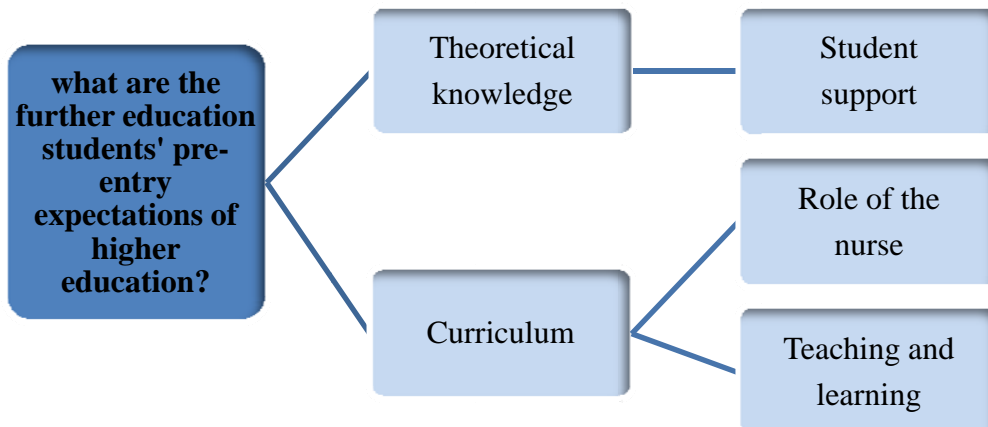 what are the
further education
students' pre-
entry
expectations of
higher
education?
Theoretical
knowledge
Student
support
Curriculum
Role of the
nurse
Teaching and
learning